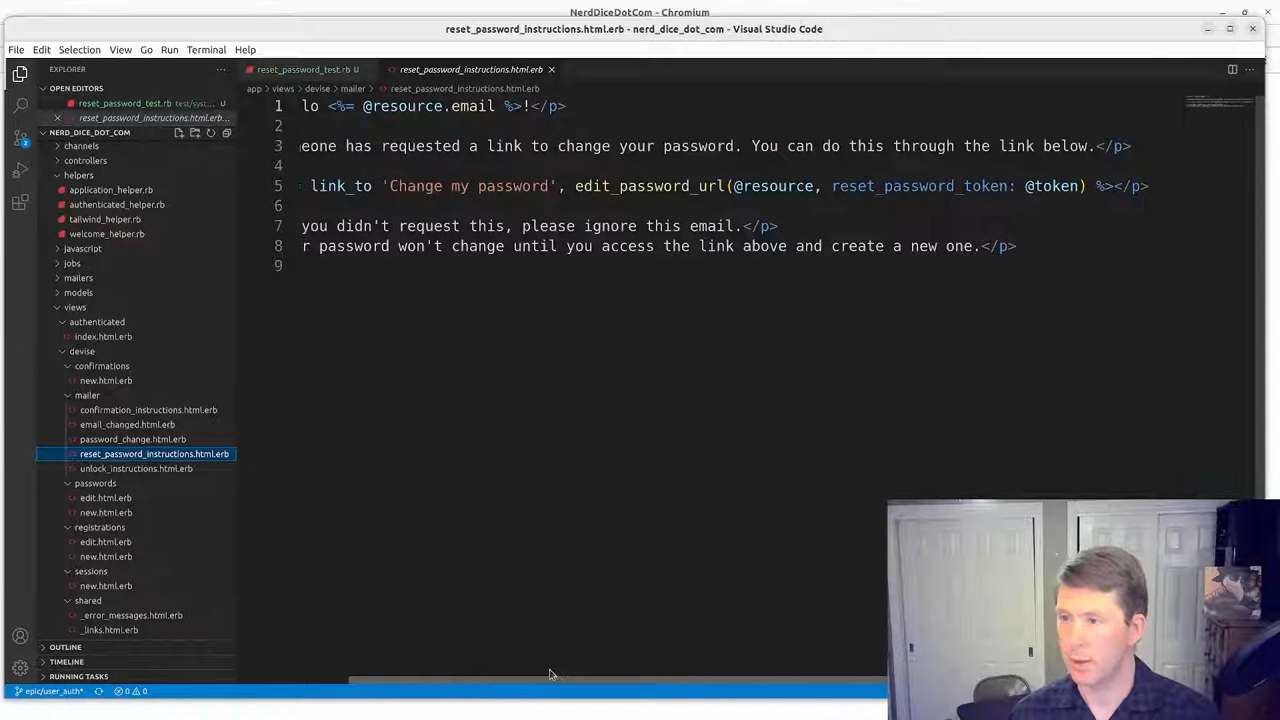 NerdDiceDotCom - Chromium
reset_password_instructions.html.erb - nerd_dice_dot_com - Visual Studio Code
File Edit Selection View Go Run Terminal Help
EXPLORER
OPEN EDITORS
reset_password_test.rb test/syst... U
reset_password_instructions.html.erb...
NERD_DICE_DOT_COM
channels
controllers
helpers
application_helper.rb
authenticated_helper.rb
tailwind_helper.rb
welcome_helper.rb
javascript
jobs
mailers
models
views
authenticated
index.html.erb
devise
confirmations
new.html.erb
mailer
confirmation_instructions.html.erb
email_changed.html.erb
password_change.html.erb
reset_password_instructions.html.erb
unlock_instructions.html.erb
passwords
edit.html.erb
new.html.erb
registrations
edit.html.erb
new.html.erb
sessions
new.html.erb
shared
_error_messages.html.erb
_links.html.erb
OUTLINE
TIMELINE
RUNNING TASKS
reset_password_test.rb U reset_password_instructions.html.erb
app > views > devise > mailer > reset_password_instructions.html.erb
1 lo <%= @resource.email %>!</p>
2
3 eone has requested a link to change your password. You can do this through the link below.</p>
4
5 link_to 'Change my password', edit_password_url(@resource, reset_password_token: @token) %></p>
6
7 you didn't request this, please ignore this email.</p>
8 r password won't change until you access the link above and create a new one.</p>
9
epic/user_auth* 0 0
2